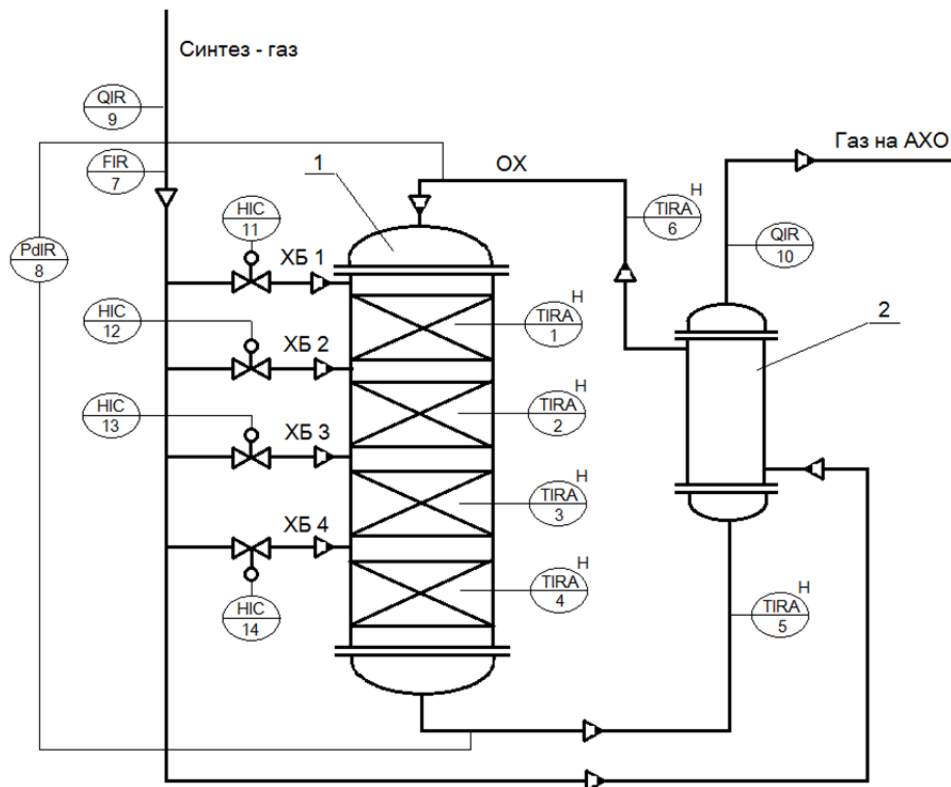 Синтез - газ
QIR
9
Газ на АХО
FIR
7
1
ОХ
H
TIRA
6
HIC
11
QIR
10
PdIR
8
ХБ 1
H
TIRA
1
HIC
12
ХБ 2
2
H
TIRA
2
HIC
13
ХБ 3
H
TIRA
3
ХБ 4
H
TIRA
4
HIC
14
H
TIRA
5